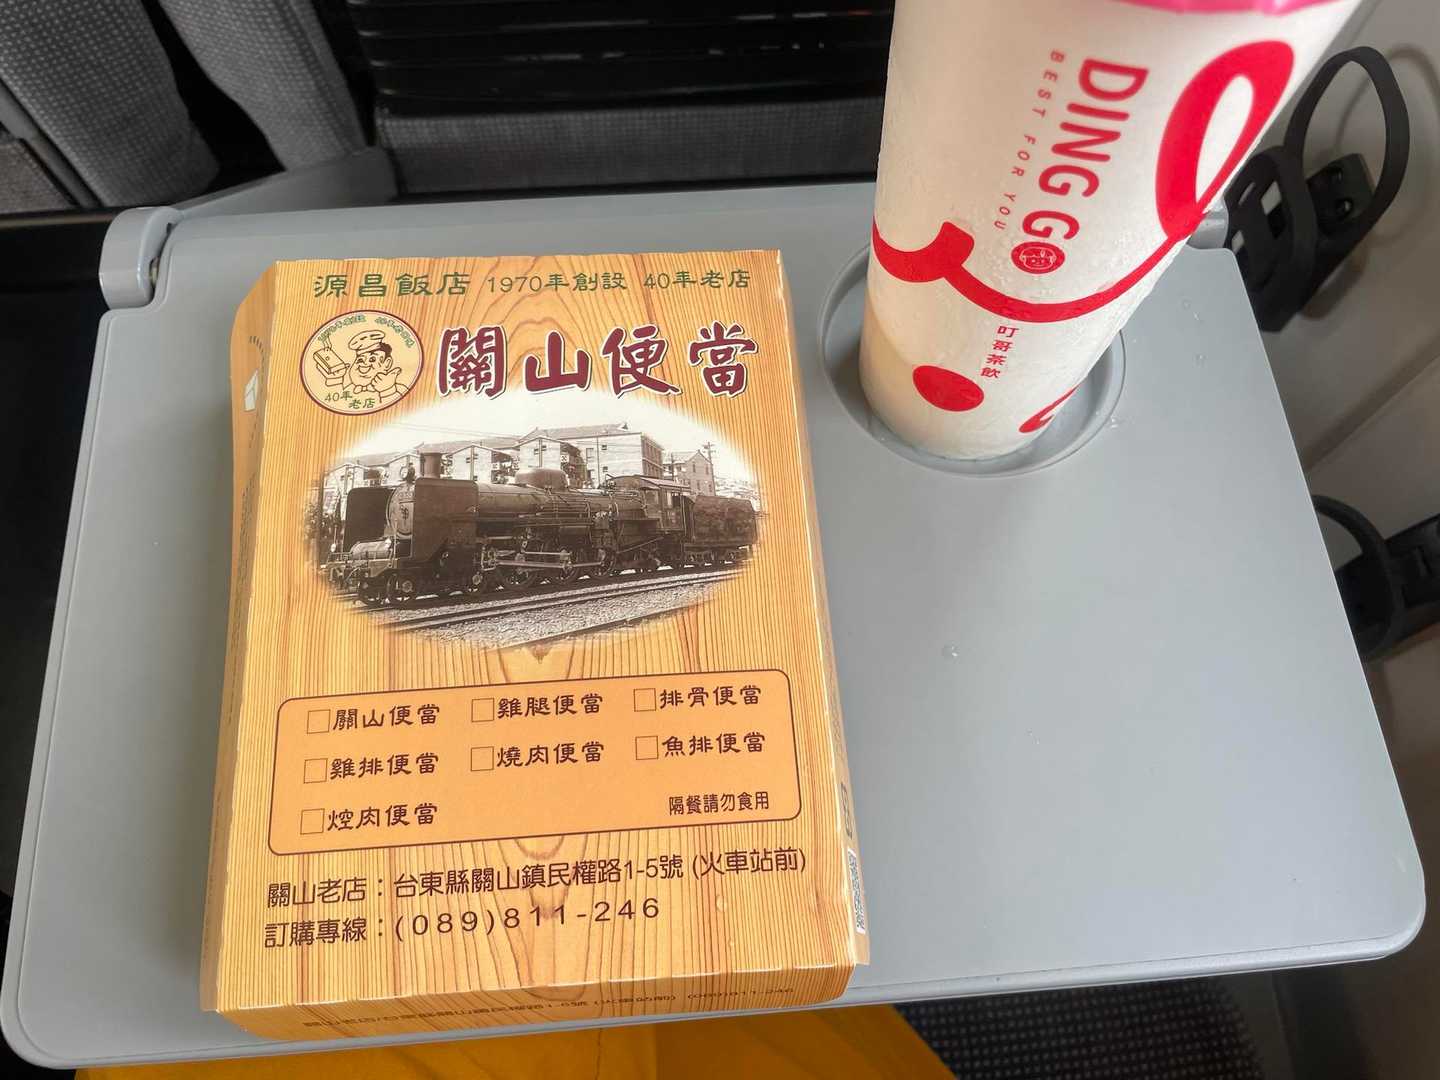 源昌飯店 1970年創設 40年老店
40年
老店
關山便當
□關山便當 □雞腿便當 □排骨便當
□雞排便當 □燒肉便當 □魚排便當
□焢肉便當 隔餐請勿食用
關山老店：台東縣關山鎮民權路1-5號 (火車站前)
訂購專線：(089)811-246
DING GO
BEST FOR YOU
叮哥茶飲